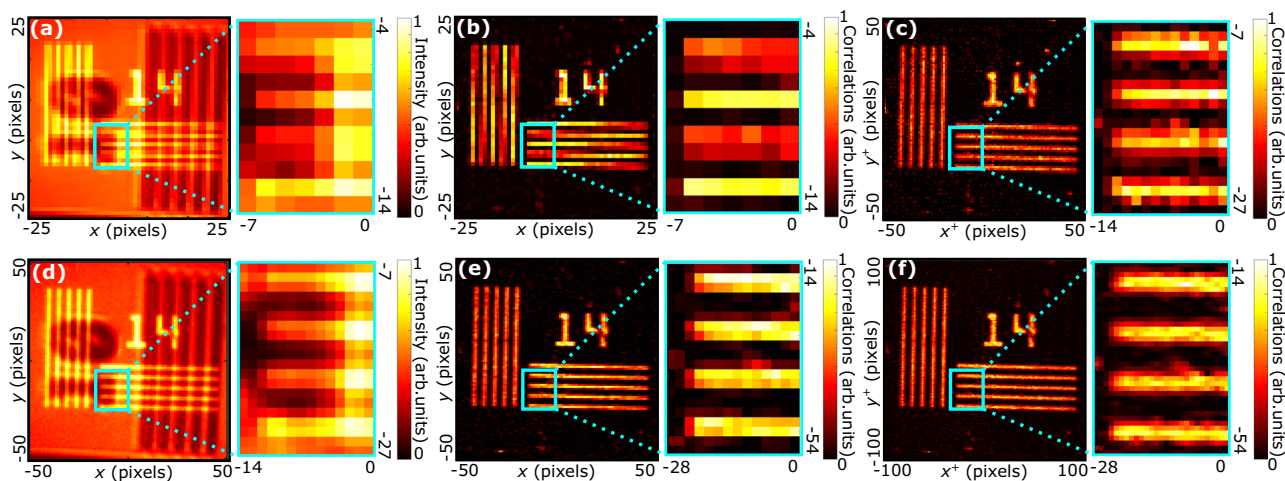 (a) 25 -25 y (pixels) -25 x (pixels) 25 14 -4 -14 -7 0 1 Intensity (arb.units) 0
(b) 25 -25 y (pixels) -25 x (pixels) 25 14 -4 -14 -7 0 1 Correlations (arb.units) 0
(c) 50 -50 y+ (pixels) x+ (pixels) 50 14 -7 -27 -14 0 1 Correlations (arb.units) 0
(d) 50 -50 y (pixels) -50 x (pixels) 50 14 -7 -27 -14 0 1 Intensity (arb.units) 0
(e) 50 -50 y (pixels) -50 x (pixels) 50 14 -14 -54 -28 0 1 Correlations (arb.units) 0
(f) 100 -100 y+ (pixels) -100 x+ (pixels) 100 14 -14 -54 -28 0 1 Correlations (arb.units) 0